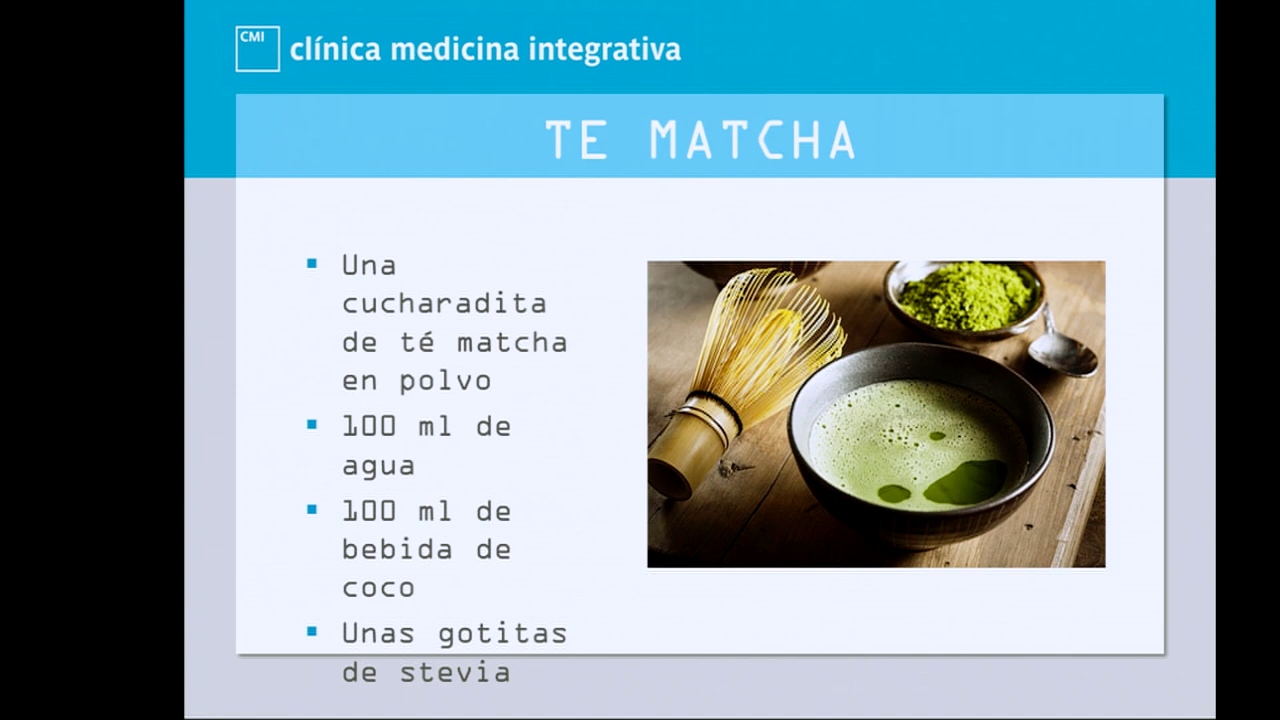 CMI
clínica medicina integrativa
TE MATCHA
Una
cucharadita
de té matcha
en polvo
100 ml de
agua
100 ml de
bebida de
coco
Unas gotitas
de stevia